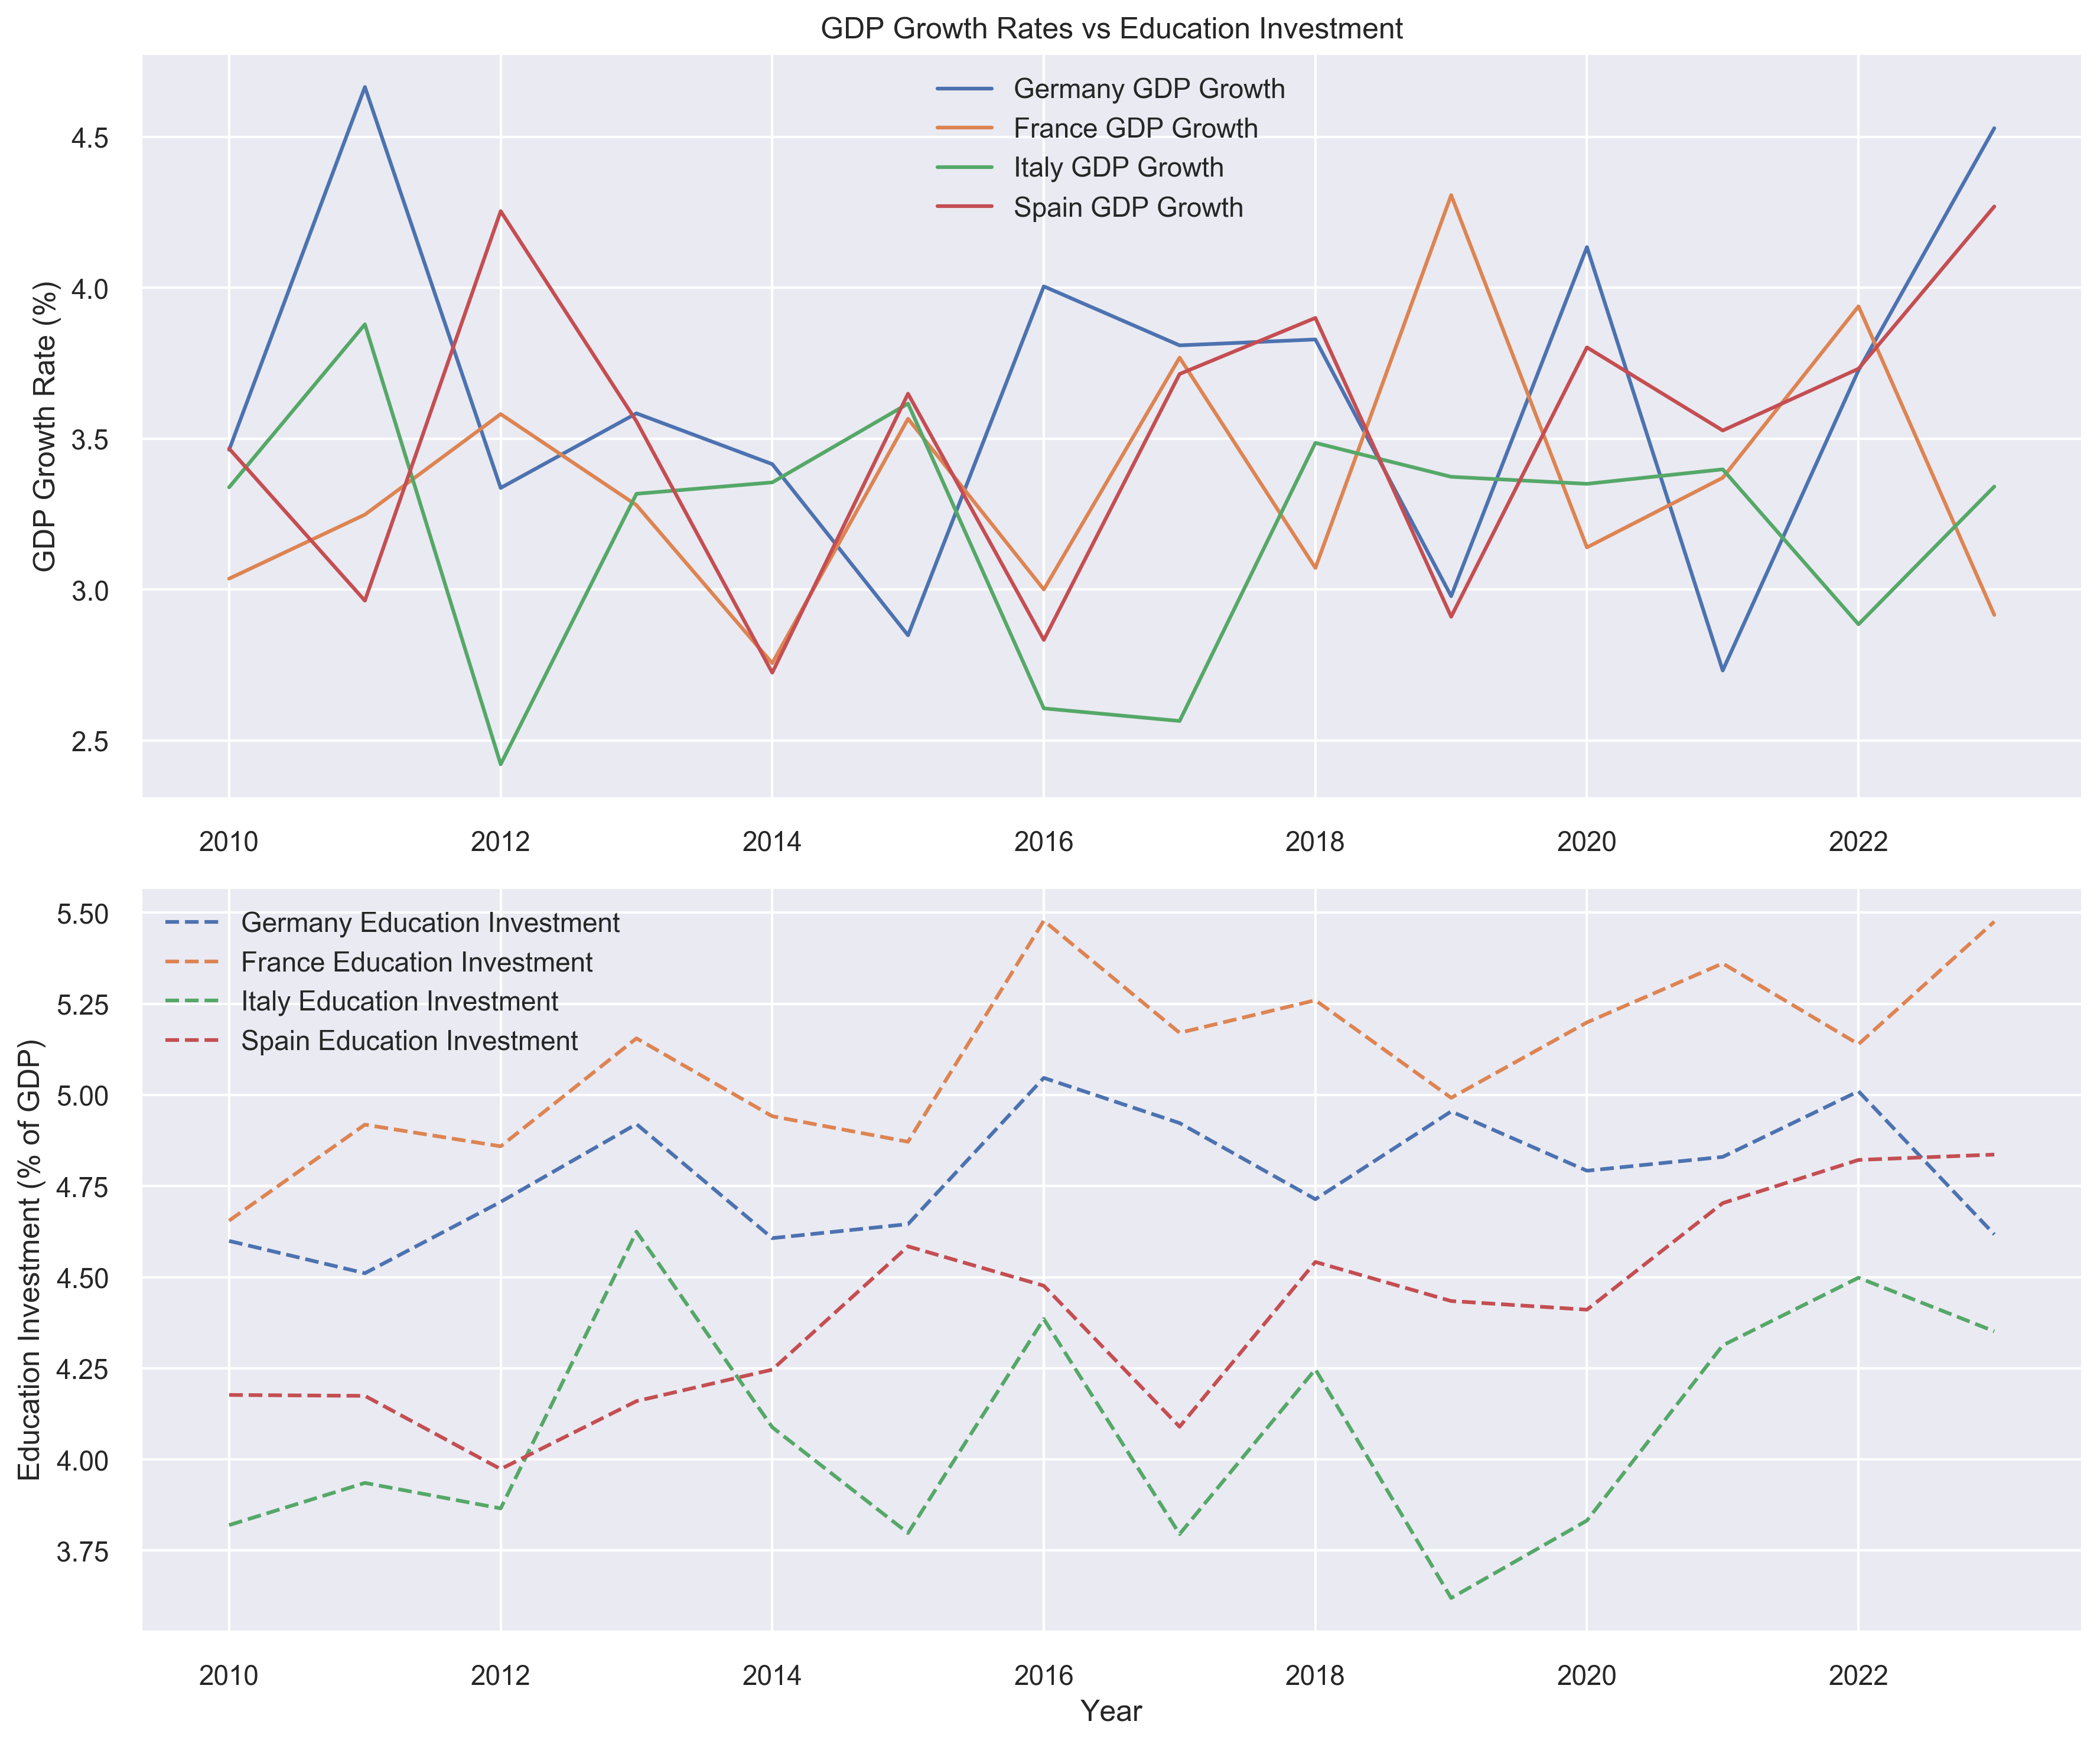 GDP Growth Rates vs Education Investment
Germany GDP Growth
France GDP Growth
Italy GDP Growth
Spain GDP Growth
GDP Growth Rate (%)
4.5
4.0
3.5
3.0
2.5
2010 2012 2014 2016 2018 2020 2022
Germany Education Investment
France Education Investment
Italy Education Investment
Spain Education Investment
Education Investment (% of GDP)
5.50
5.25
5.00
4.75
4.50
4.25
4.00
3.75
2010 2012 2014 2016 2018 2020 2022
Year